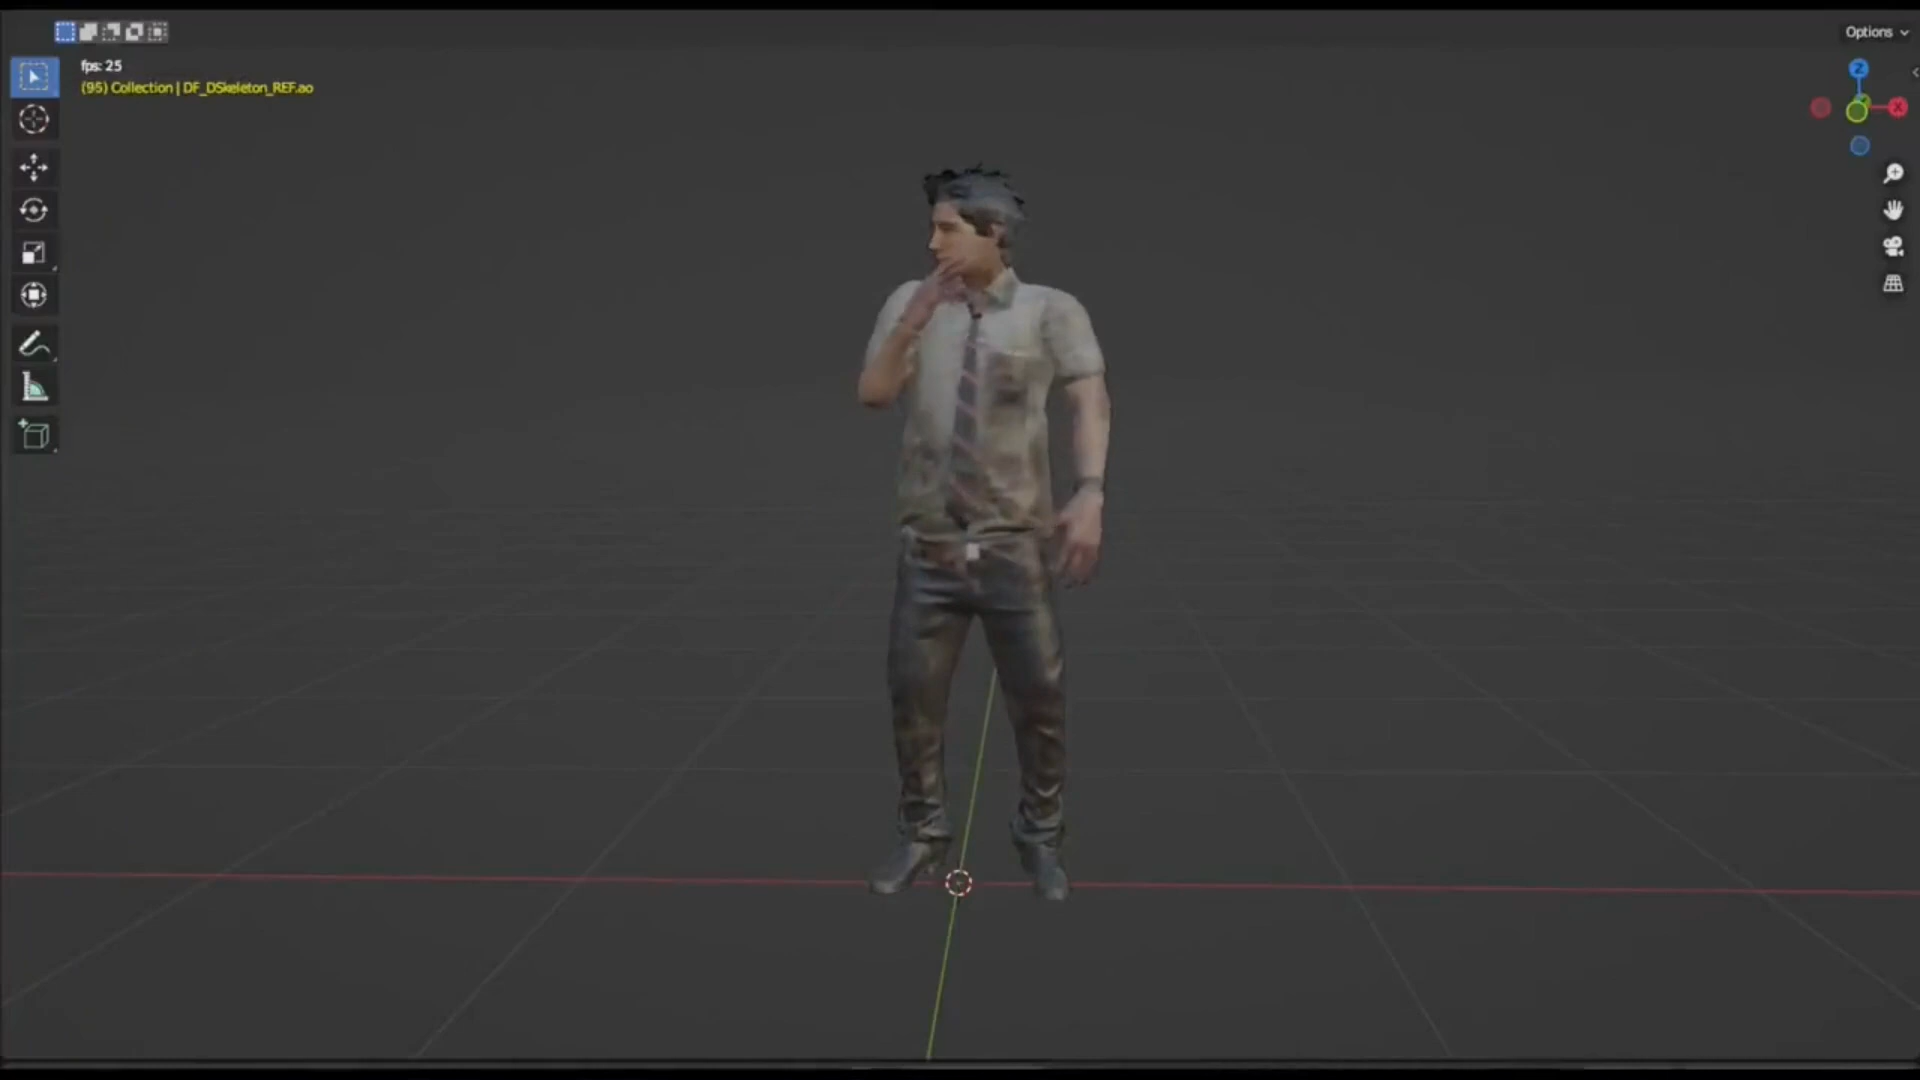 Options
fps: 25
(95) Collection | DF_DSkeleton_REF.ao
Z
X